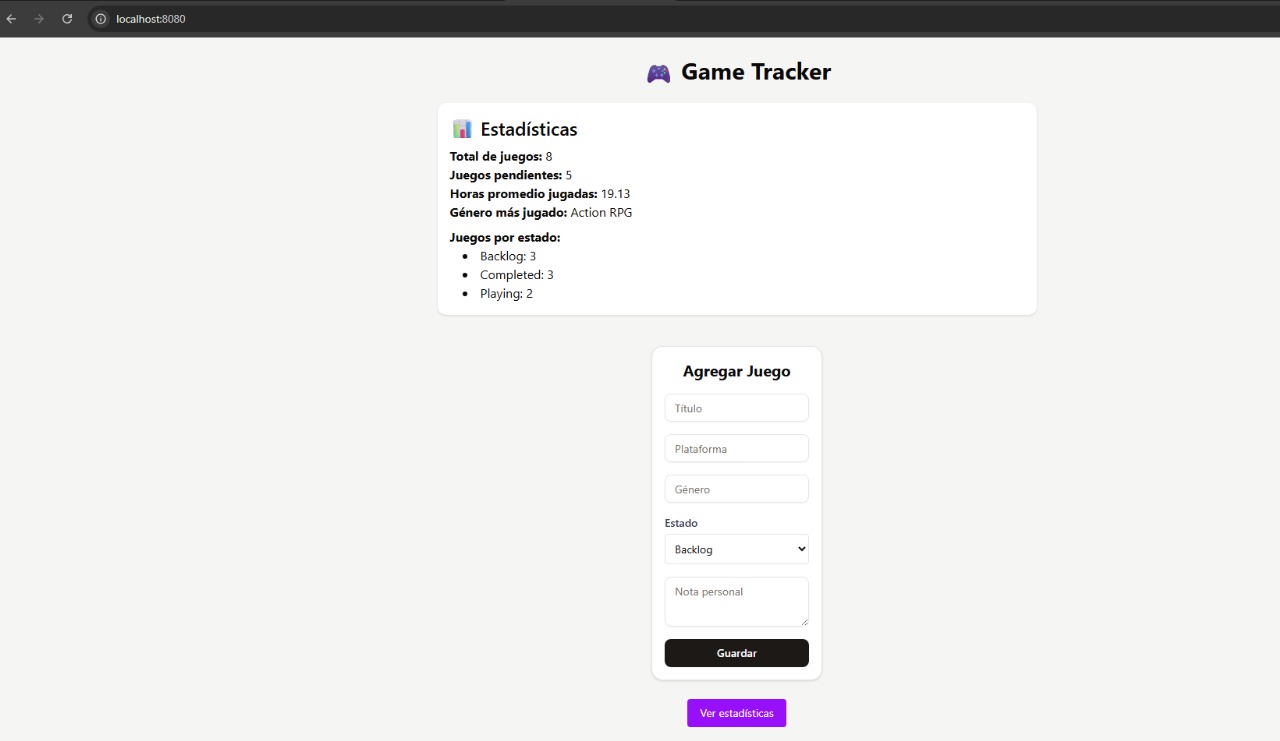 localhost:8080
Game Tracker
Estadísticas
Total de juegos: 8
Juegos pendientes: 5
Horas promedio jugadas: 19.13
Género más jugado: Action RPG
Juegos por estado:
Backlog: 3
Completed: 3
Playing: 2
Agregar Juego
Título
Plataforma
Género
Estado
Backlog
Nota personal
Guardar
Ver estadísticas